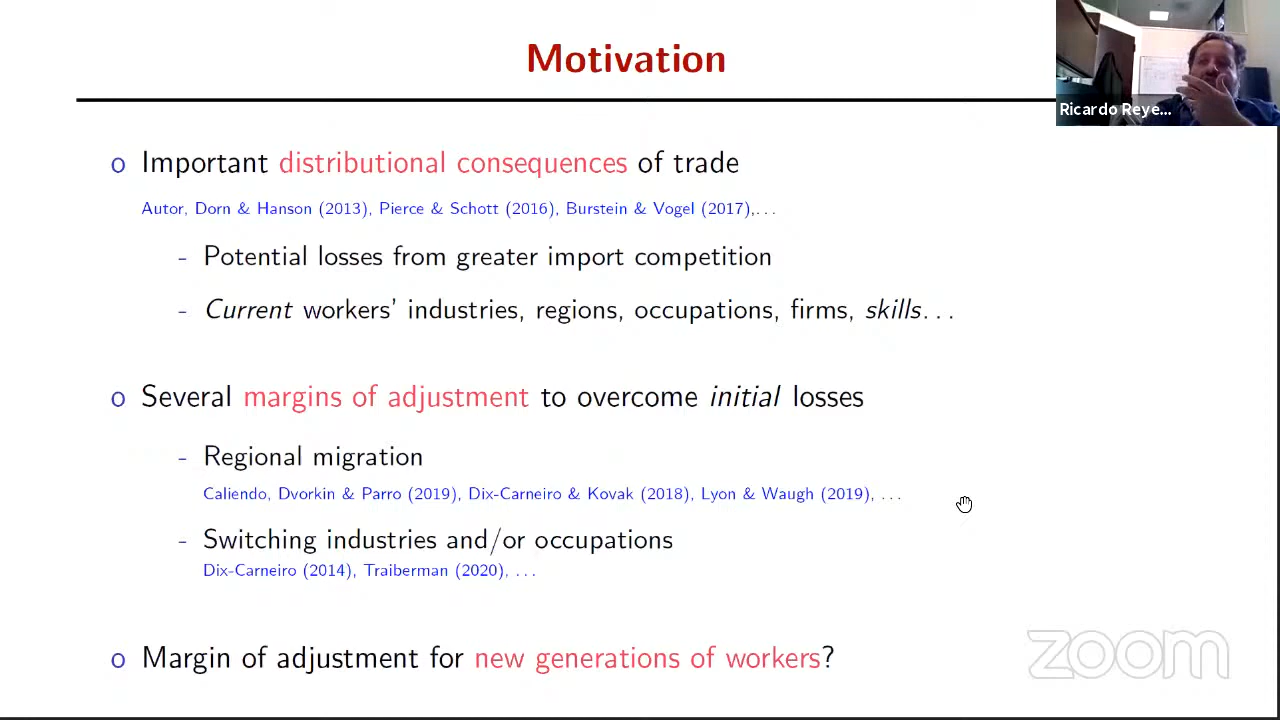 Motivation
Ricardo Reye...
o Important distributional consequences of trade
Autor, Dorn & Hanson (2013), Pierce & Schott (2016), Burstein & Vogel (2017),...
- Potential losses from greater import competition
- Current workers' industries, regions, occupations, firms, skills...
o Several margins of adjustment to overcome initial losses
- Regional migration
Caliendo, Dvorkin & Parro (2019), Dix-Carneiro & Kovak (2018), Lyon & Waugh (2019), ...
- Switching industries and/or occupations
Dix-Carneiro (2014), Traiberman (2020), ...
o Margin of adjustment for new generations of workers?
zoom